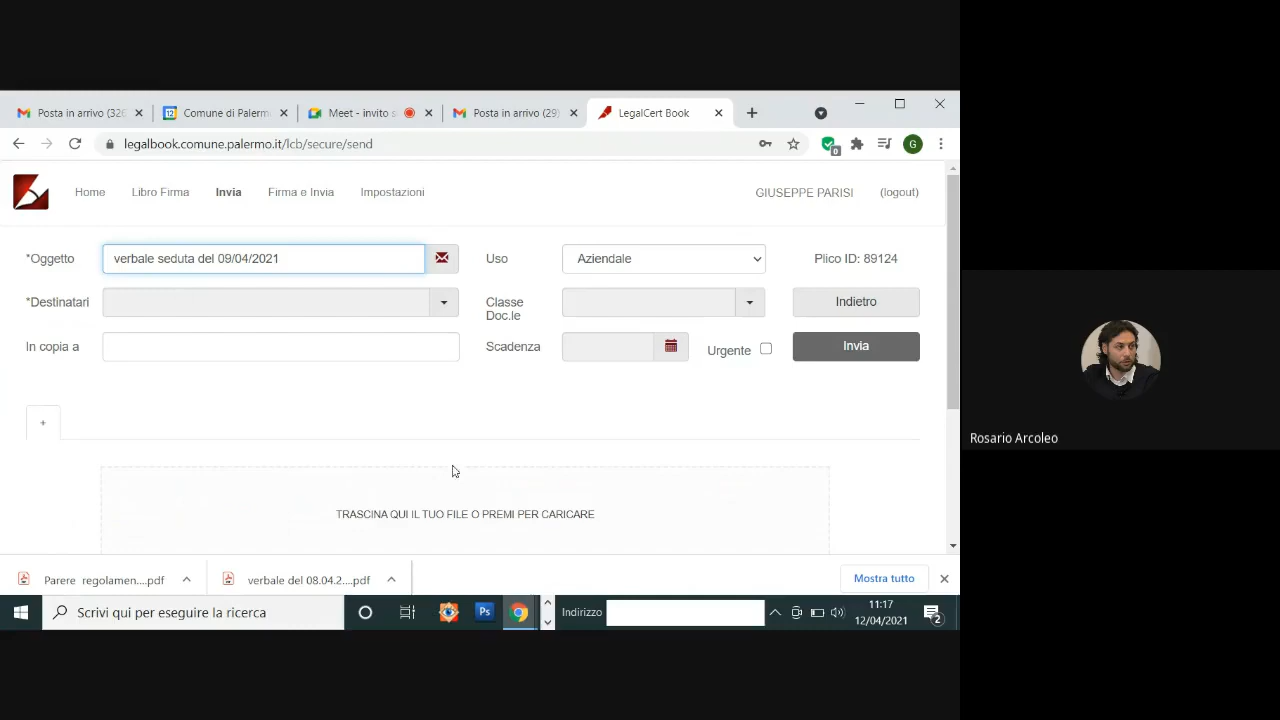 Posta in arrivo (326
Comune di Palerm
Meet - invito s
Posta in arrivo (29)
LegalCert Book
legalbook.comune.palermo.it/lcb/secure/send
0
G
Home
Libro Firma
Invia
Firma e Invia
Impostazioni
GIUSEPPE PARISI
(logout)
*Oggetto
verbale seduta del 09/04/2021
Uso
Aziendale
Plico ID: 89124
*Destinatari
Classe
Doc.le
Indietro
In copia a
Scadenza
Urgente
Invia
+
TRASCINA QUI IL TUO FILE O PREMI PER CARICARE
Parere regolamen....pdf
verbale del 08.04.2....pdf
Mostra tutto
Scrivi qui per eseguire la ricerca
Ps
Indirizzo
11:17
12/04/2021
2
Rosario Arcoleo